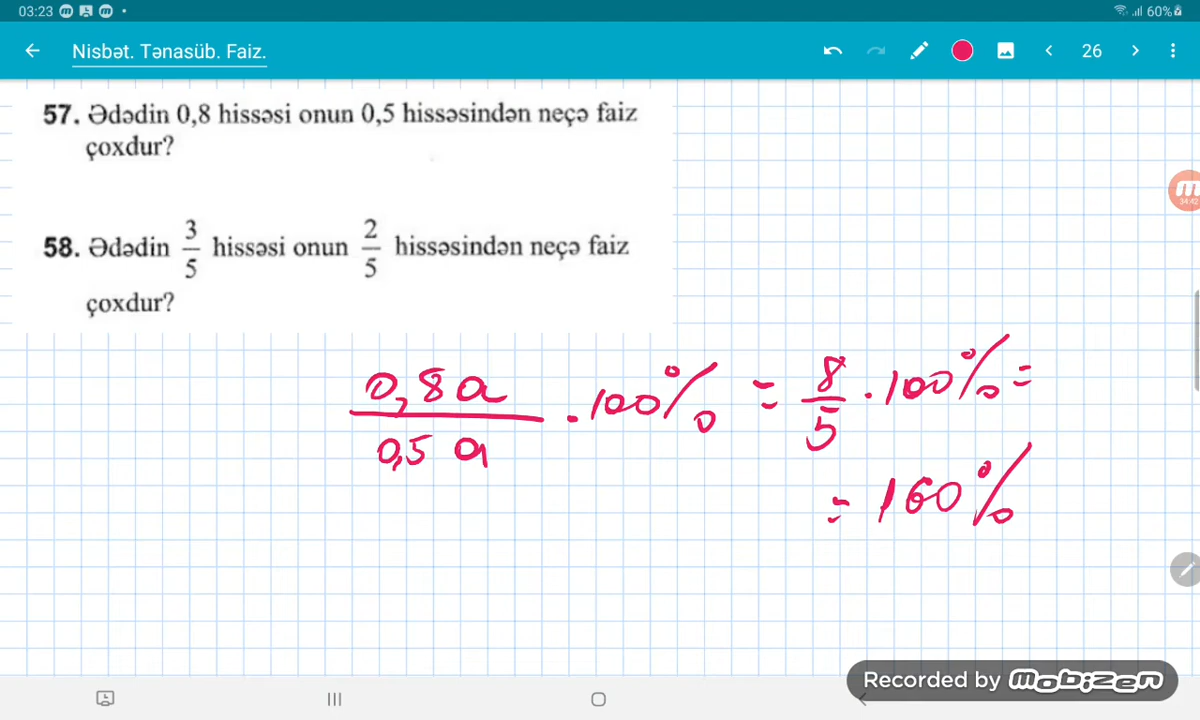 03:23 60%
Nisbət. Tənasüb. Faiz. 26
57. Ədədin 0,8 hissəsi onun 0,5 hissəsindən neçə faiz
çoxdur?
58. Ədədin 3/5 hissəsi onun 2/5 hissəsindən neçə faiz
çoxdur?
0,8a/0,5a · 100% = 8/5 · 100% =
= 160%
34:42
Recorded by mobizen